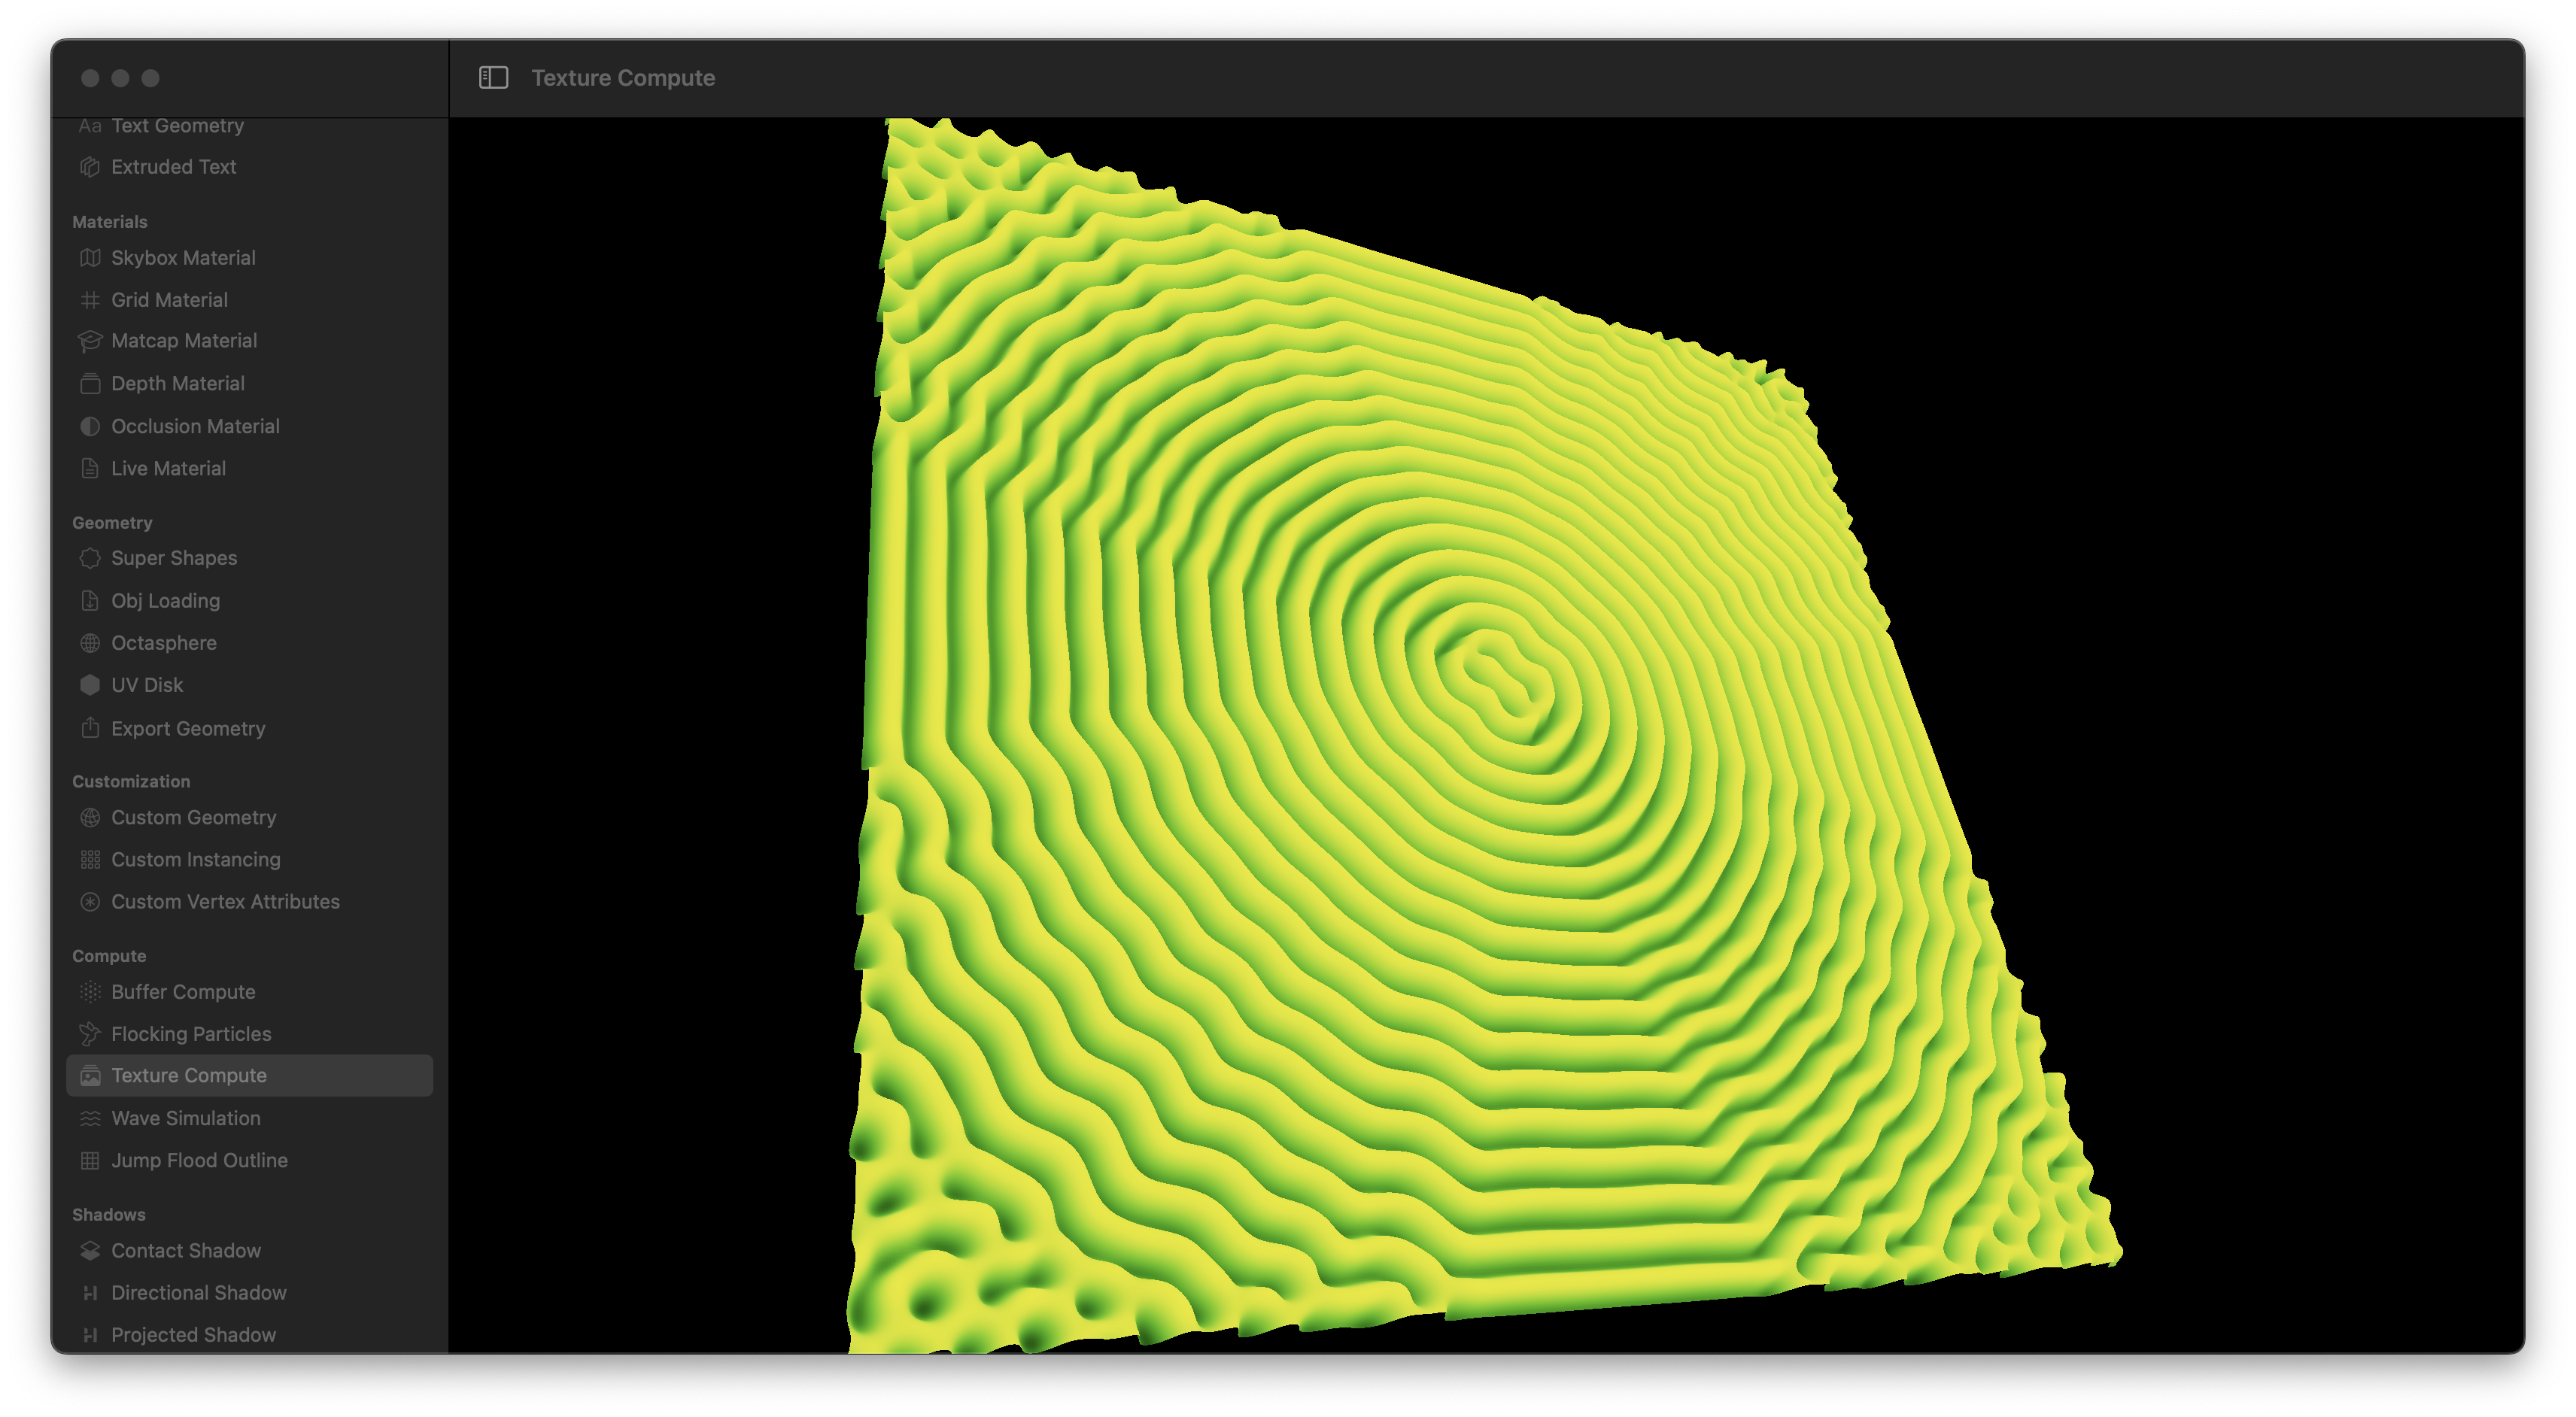 Texture Compute
Aa Text Geometry
Extruded Text
Materials
Skybox Material
Grid Material
Matcap Material
Depth Material
Occlusion Material
Live Material
Geometry
Super Shapes
Obj Loading
Octasphere
UV Disk
Export Geometry
Customization
Custom Geometry
Custom Instancing
Custom Vertex Attributes
Compute
Buffer Compute
Flocking Particles
Texture Compute
Wave Simulation
Jump Flood Outline
Shadows
Contact Shadow
Directional Shadow
Projected Shadow